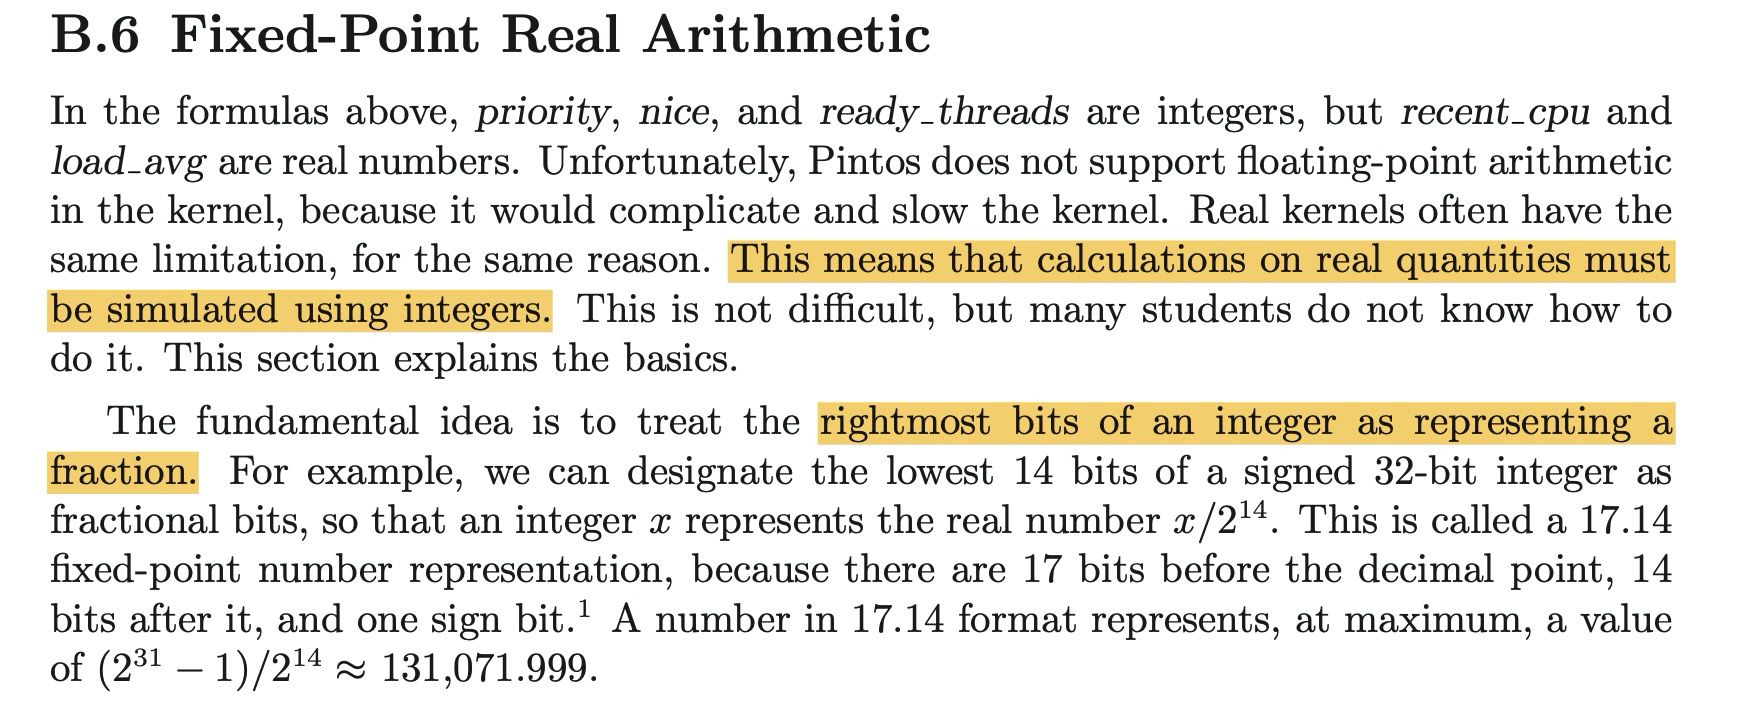 B.6 Fixed-Point Real Arithmetic
In the formulas above, priority, nice, and ready_threads are integers, but recent_cpu and
load_avg are real numbers. Unfortunately, Pintos does not support floating-point arithmetic
in the kernel, because it would complicate and slow the kernel. Real kernels often have the
same limitation, for the same reason. This means that calculations on real quantities must
be simulated using integers. This is not difficult, but many students do not know how to
do it. This section explains the basics.
The fundamental idea is to treat the rightmost bits of an integer as representing a
fraction. For example, we can designate the lowest 14 bits of a signed 32-bit integer as
fractional bits, so that an integer x represents the real number x/2¹⁴. This is called a 17.14
fixed-point number representation, because there are 17 bits before the decimal point, 14
bits after it, and one sign bit.¹ A number in 17.14 format represents, at maximum, a value
of (2³¹ − 1)/2¹⁴ ≈ 131,071.999.